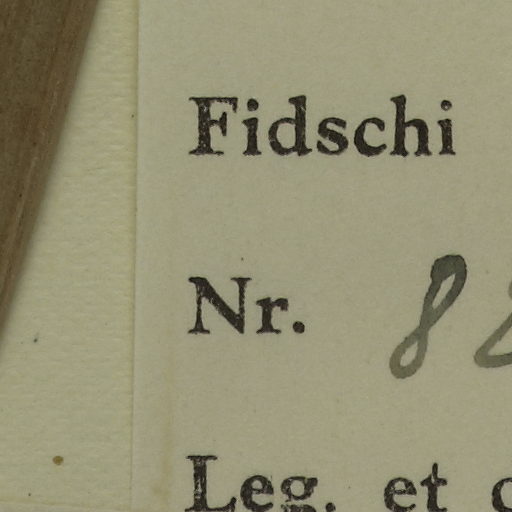 Fidschi
Nr. 8
Leg. et